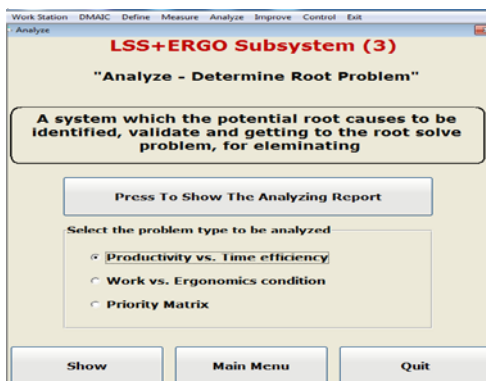 Work Station DMAIC Define Measure Analyze Improve Control Exit
Analyze
LSS+ERGO Subsystem (3)
"Analyze - Determine Root Problem"
A system which the potential root causes to be
identified, validate and getting to the root solve
problem, for eleminating
Press To Show The Analyzing Report
Select the problem type to be analyzed
Productivity vs. Time efficiency
Work vs. Ergonomics condition
Priority Matrix
Show Main Menu Quit